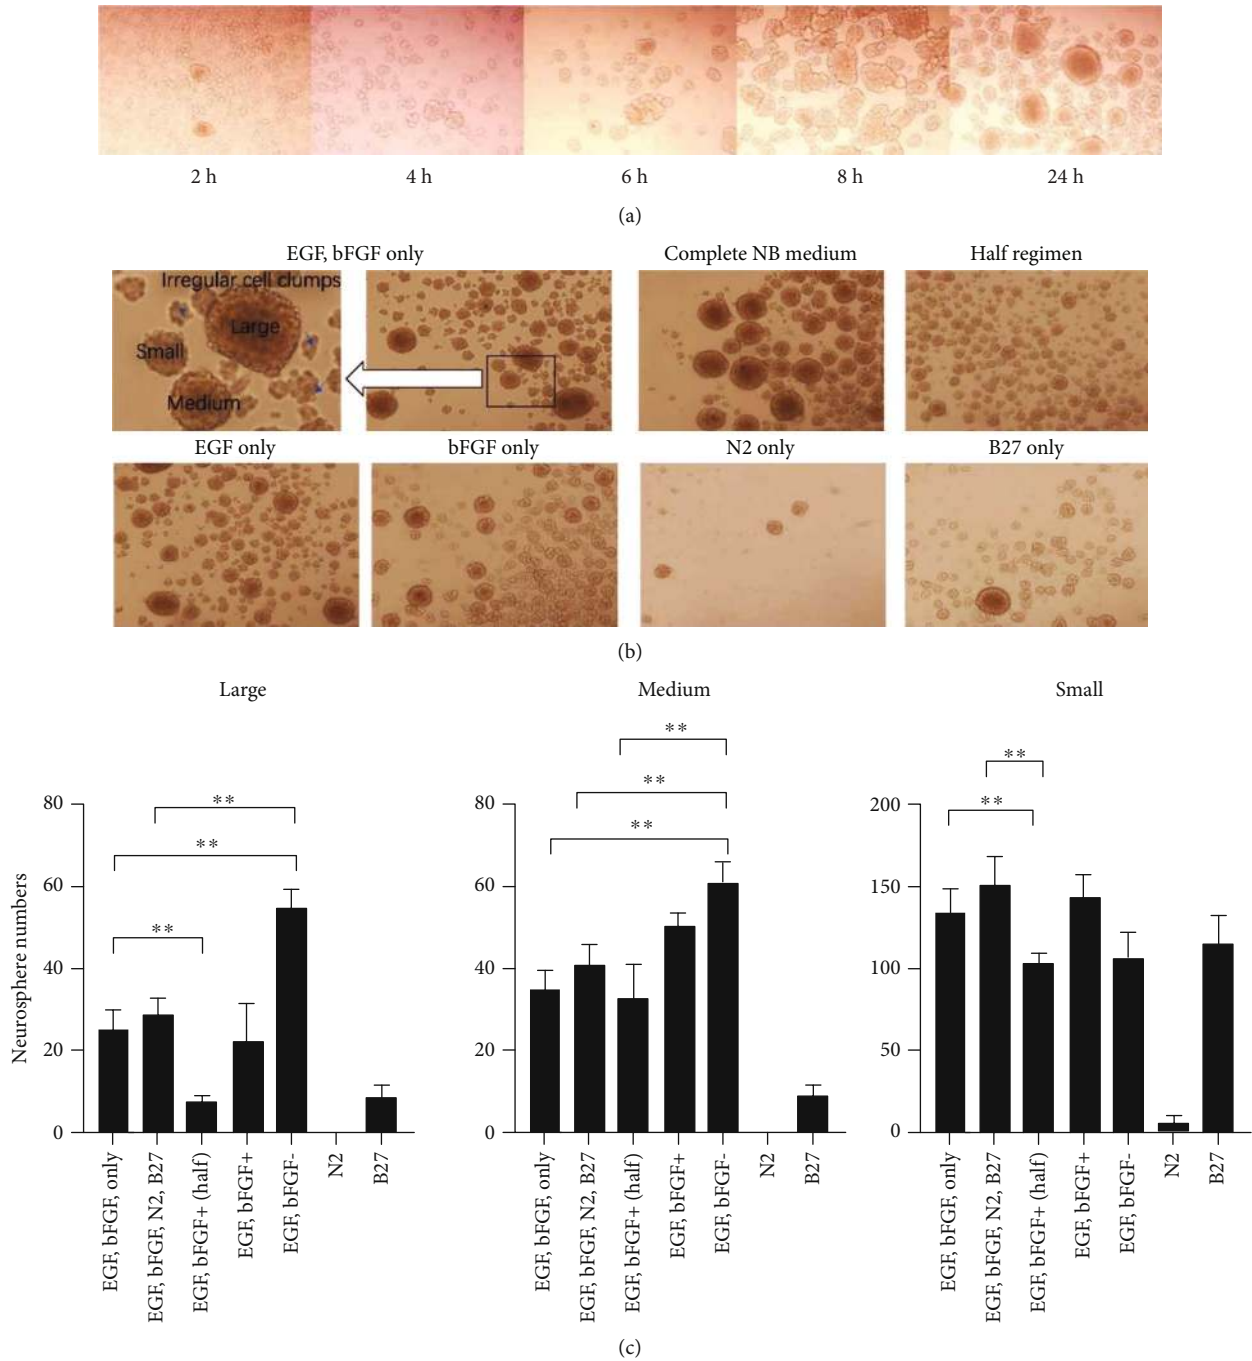 2 h 4 h 6 h 8 h 24 h
(a)
EGF, bFGF only Complete NB medium Half regimen
Irregular cell clumps
Large
Small
Medium
EGF only bFGF only N2 only B27 only
(b)
Large Medium Small
Neurosphere numbers
80
60
40
20
0
**
**
**
EGF, bFGF, only
EGF, bFGF, N2, B27
EGF, bFGF+ (half)
EGF, bFGF+
EGF, bFGF-
N2
B27
80
60
40
20
0
**
**
**
EGF, bFGF, only
EGF, bFGF, N2, B27
EGF, bFGF+ (half)
EGF, bFGF+
EGF, bFGF-
N2
B27
200
150
100
50
0
**
**
EGF, bFGF, only
EGF, bFGF, N2, B27
EGF, bFGF+ (half)
EGF, bFGF+
EGF, bFGF-
N2
B27
(c)